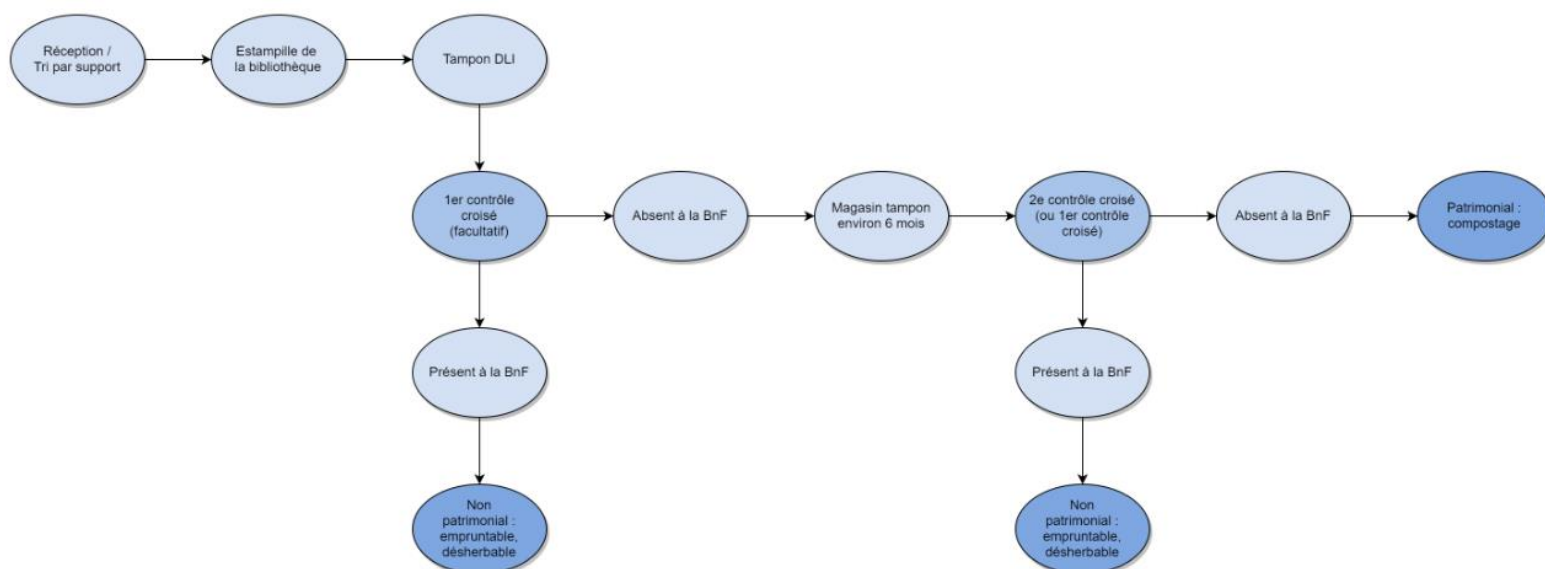 Réception /
Tri par support
Estampille de
la bibliothèque
Tampon DLI
1er contrôle
croisé
(facultatif)
Absent à la BnF
Magasin tampon
environ 6 mois
2e contrôle croisé
(ou 1er contrôle
croisé)
Absent à la BnF
Patrimonial :
compostage
Présent à la BnF
Présent à la BnF
Non
patrimonial :
empruntable,
désherbable
Non
patrimonial :
empruntable,
désherbable